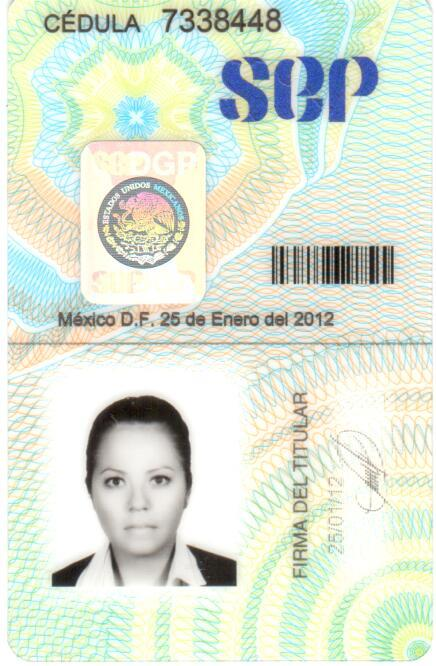 CÉDULA 7338448
SEP
ESTADOS UNIDOS MEXICANOS
México D.F. 25 de Enero del 2012
FIRMA DEL TITULAR
25/01/12